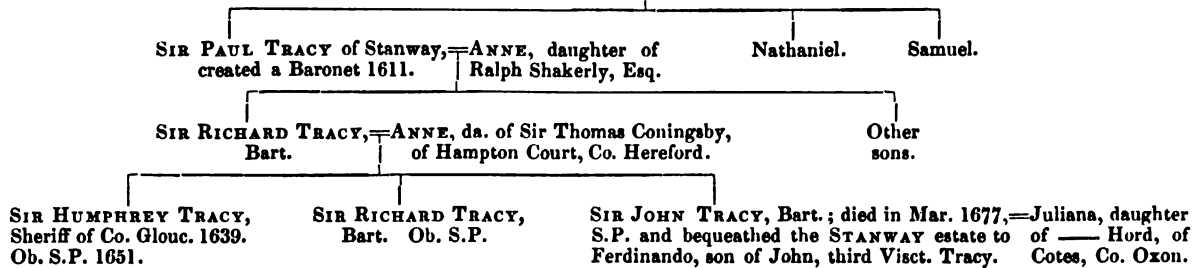 SIR PAUL TRACY of Stanway,=ANNE, daughter of
created a Baronet 1611. Ralph Shakerly, Esq.
Nathaniel.
Samuel.
SIR RICHARD TRACY,=ANNE, da. of Sir Thomas Coningsby,
Bart. of Hampton Court, Co. Hereford.
Other
sons.
SIR HUMPHREY TRACY,
Sheriff of Co. Glouc. 1639.
Ob. S.P. 1651.
SIR RICHARD TRACY,
Bart. Ob. S.P.
SIR JOHN TRACY, Bart.; died in Mar. 1677,=Juliana, daughter
S.P. and bequeathed the STANWAY estate to of —— Hord, of
Ferdinando, son of John, third Visct. Tracy. Cotes, Co. Oxon.